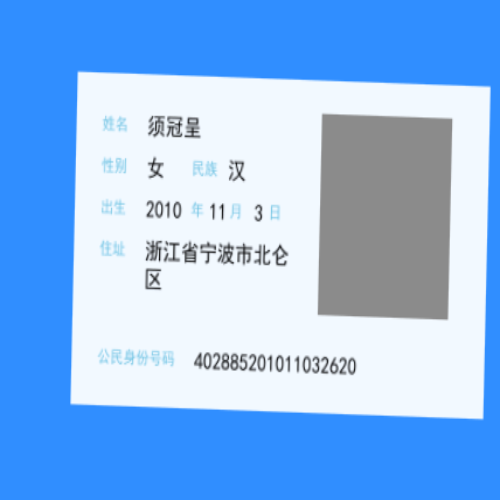 姓名 须冠呈
性别 女 民族 汉
出生 2010 年 11 月 3 日
住址 浙江省宁波市北仑
区
公民身份号码 402885201011032620